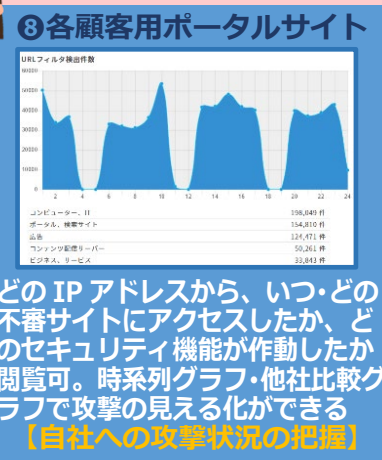 ❽各顧客用ポータルサイト
URLフィルタ検出件数
60000
50000
40000
30000
20000
10000
0
2 4 6 8 10 12 14 16 18 20 22 24
コンピューター、IT 198,849 件
ポータル、検索サイト 154,810 件
広告 124,471 件
コンテンツ配信サーバー 50,261 件
ビジネス、サービス 33,843 件
どの IP アドレスから、いつ・どの
不審サイトにアクセスしたか、ど
のセキュリティ機能が作動したか
閲覧可。時系列グラフ・他社比較グ
ラフで攻撃の見える化ができる
【自社への攻撃状況の把握】